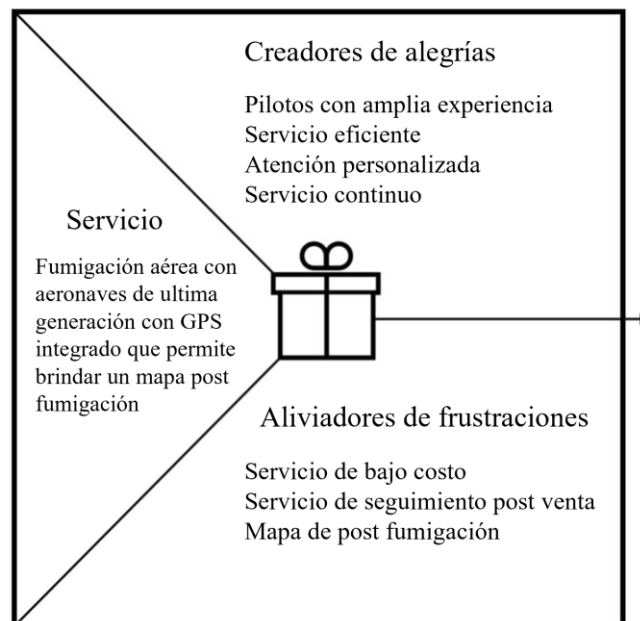 Creadores de alegrías
Pilotos con amplia experiencia
Servicio eficiente
Atención personalizada
Servicio continuo
Servicio
Fumigación aérea con
aeronaves de ultima
generación con GPS
integrado que permite
brindar un mapa post
fumigación
Aliviadores de frustraciones
Servicio de bajo costo
Servicio de seguimiento post venta
Mapa de post fumigación